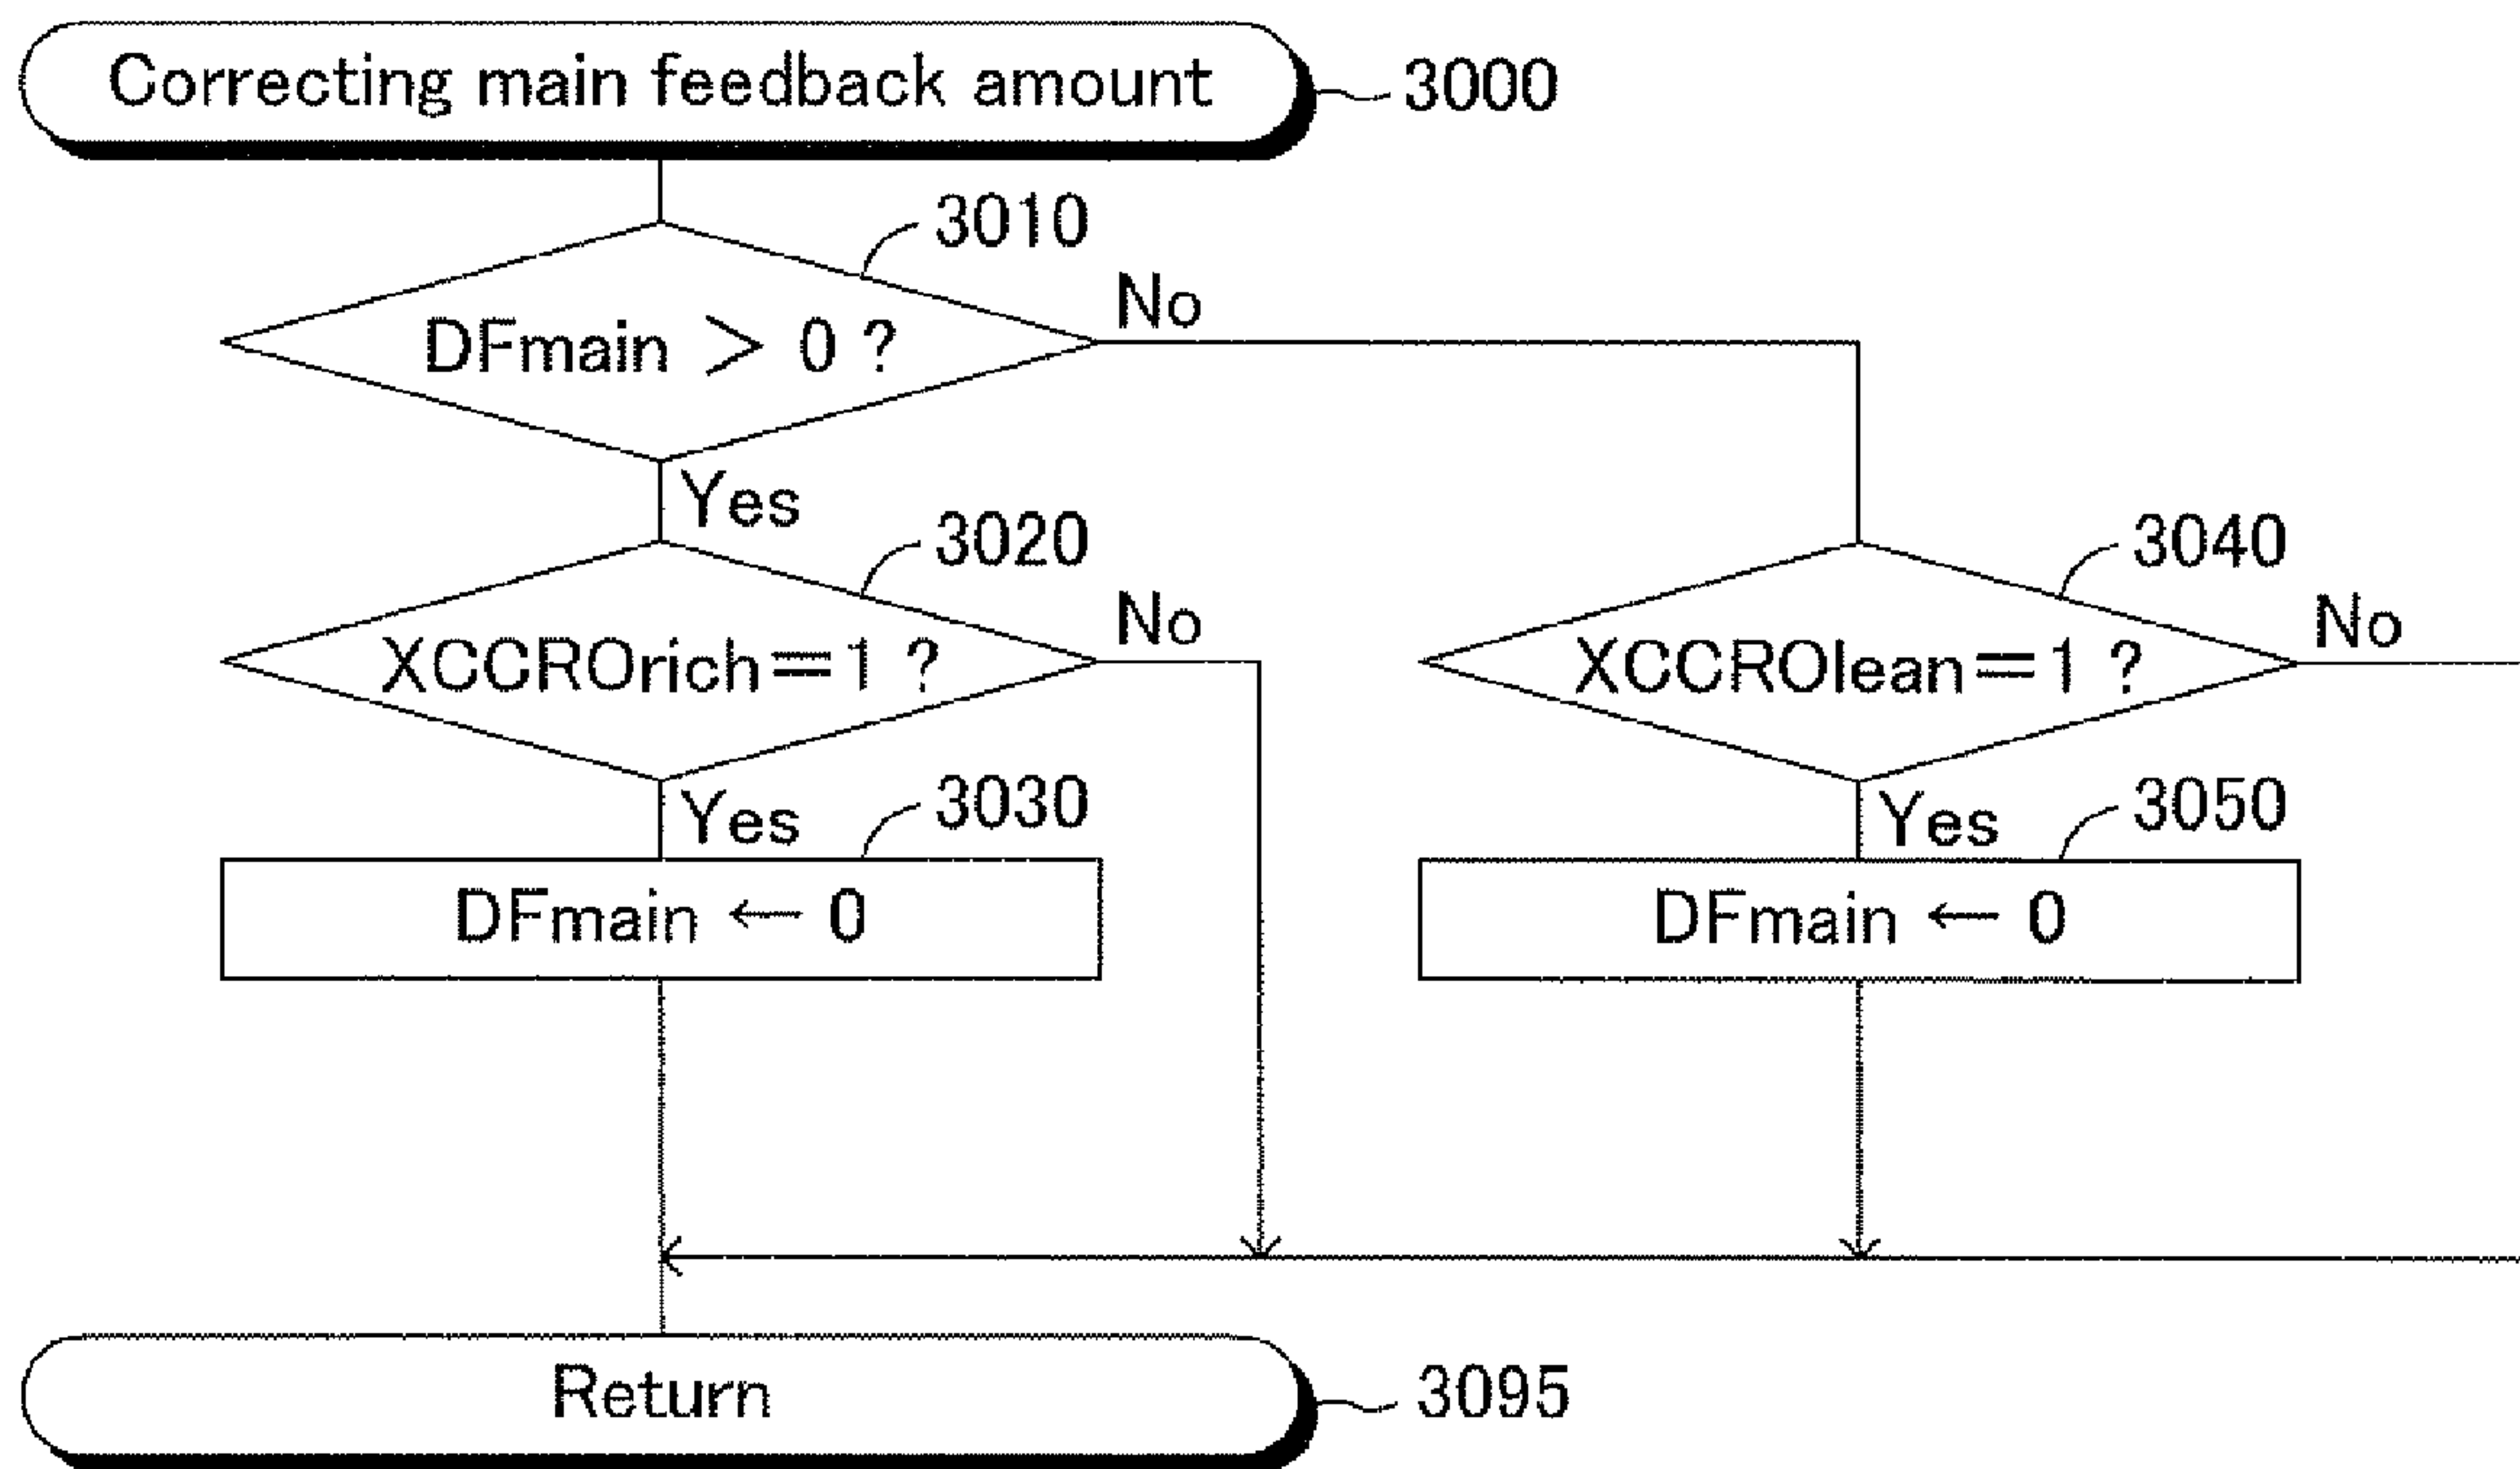 Correcting main feedback amount
3000
3010
DFmain > 0 ?
No
Yes
3020
XCCROrich=1 ?
No
3040
XCCROlean=1 ?
No
Yes
3030
DFmain ← 0
Yes
3050
DFmain ← 0
Return
3095